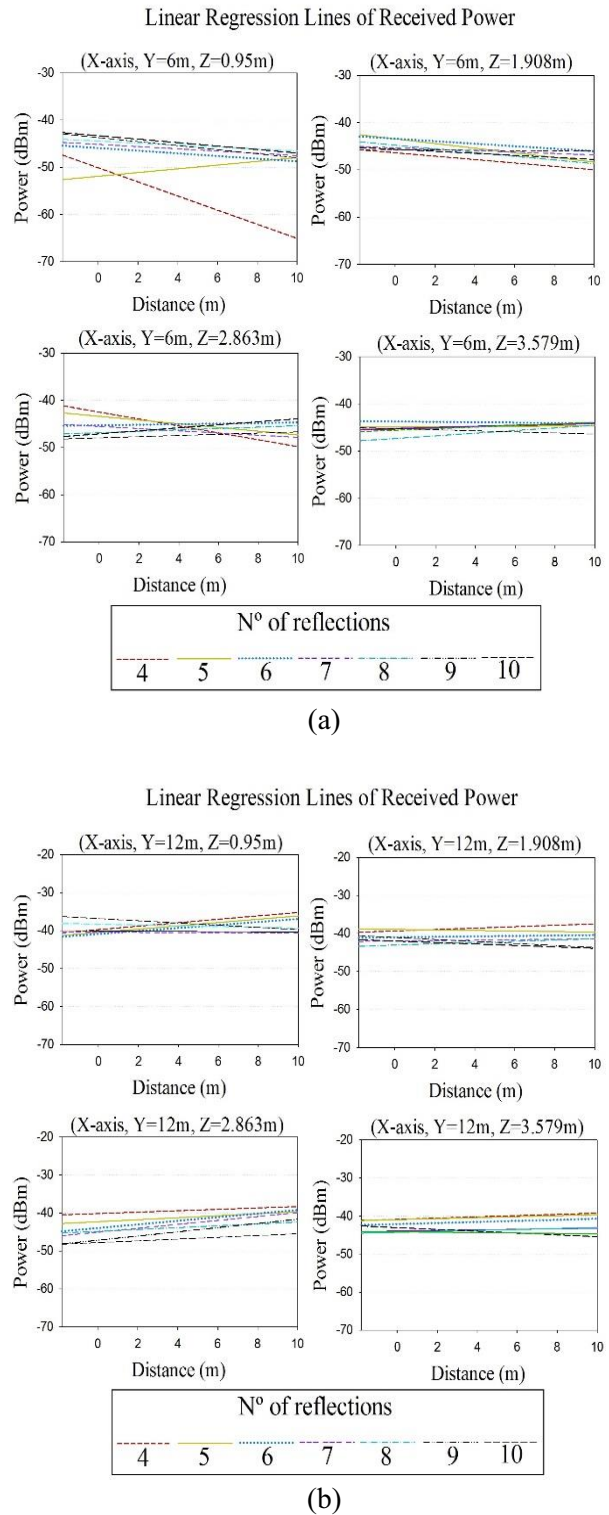 Linear Regression Lines of Received Power
(X-axis, Y=6m, Z=0.95m)
-30
-40
-50
-60
-70
Power (dBm)
0 2 4 6 8 10
Distance (m)
(X-axis, Y=6m, Z=1.908m)
-30
-40
-50
-60
-70
Power (dBm)
0 2 4 6 8 10
Distance (m)
(X-axis, Y=6m, Z=2.863m)
-30
-40
-50
-60
-70
Power (dBm)
0 2 4 6 8 10
Distance (m)
(X-axis, Y=6m, Z=3.579m)
-30
-40
-50
-60
-70
Power (dBm)
0 2 4 6 8 10
Distance (m)
Nº of reflections
4 5 6 7 8 9 10
(a)
Linear Regression Lines of Received Power
(X-axis, Y=12m, Z=0.95m)
-20
-30
-40
-50
-60
-70
Power (dBm)
0 2 4 6 8 10
Distance (m)
(X-axis, Y=12m, Z=1.908m)
-20
-30
-40
-50
-60
-70
Power (dBm)
0 2 4 6 8 10
Distance (m)
(X-axis, Y=12m, Z=2.863m)
-20
-30
-40
-50
-60
-70
Power (dBm)
0 2 4 6 8 10
Distance (m)
(X-axis, Y=12m, Z=3.579m)
-20
-30
-40
-50
-60
-70
Power (dBm)
0 2 4 6 8 10
Distance (m)
Nº of reflections
4 5 6 7 8 9 10
(b)